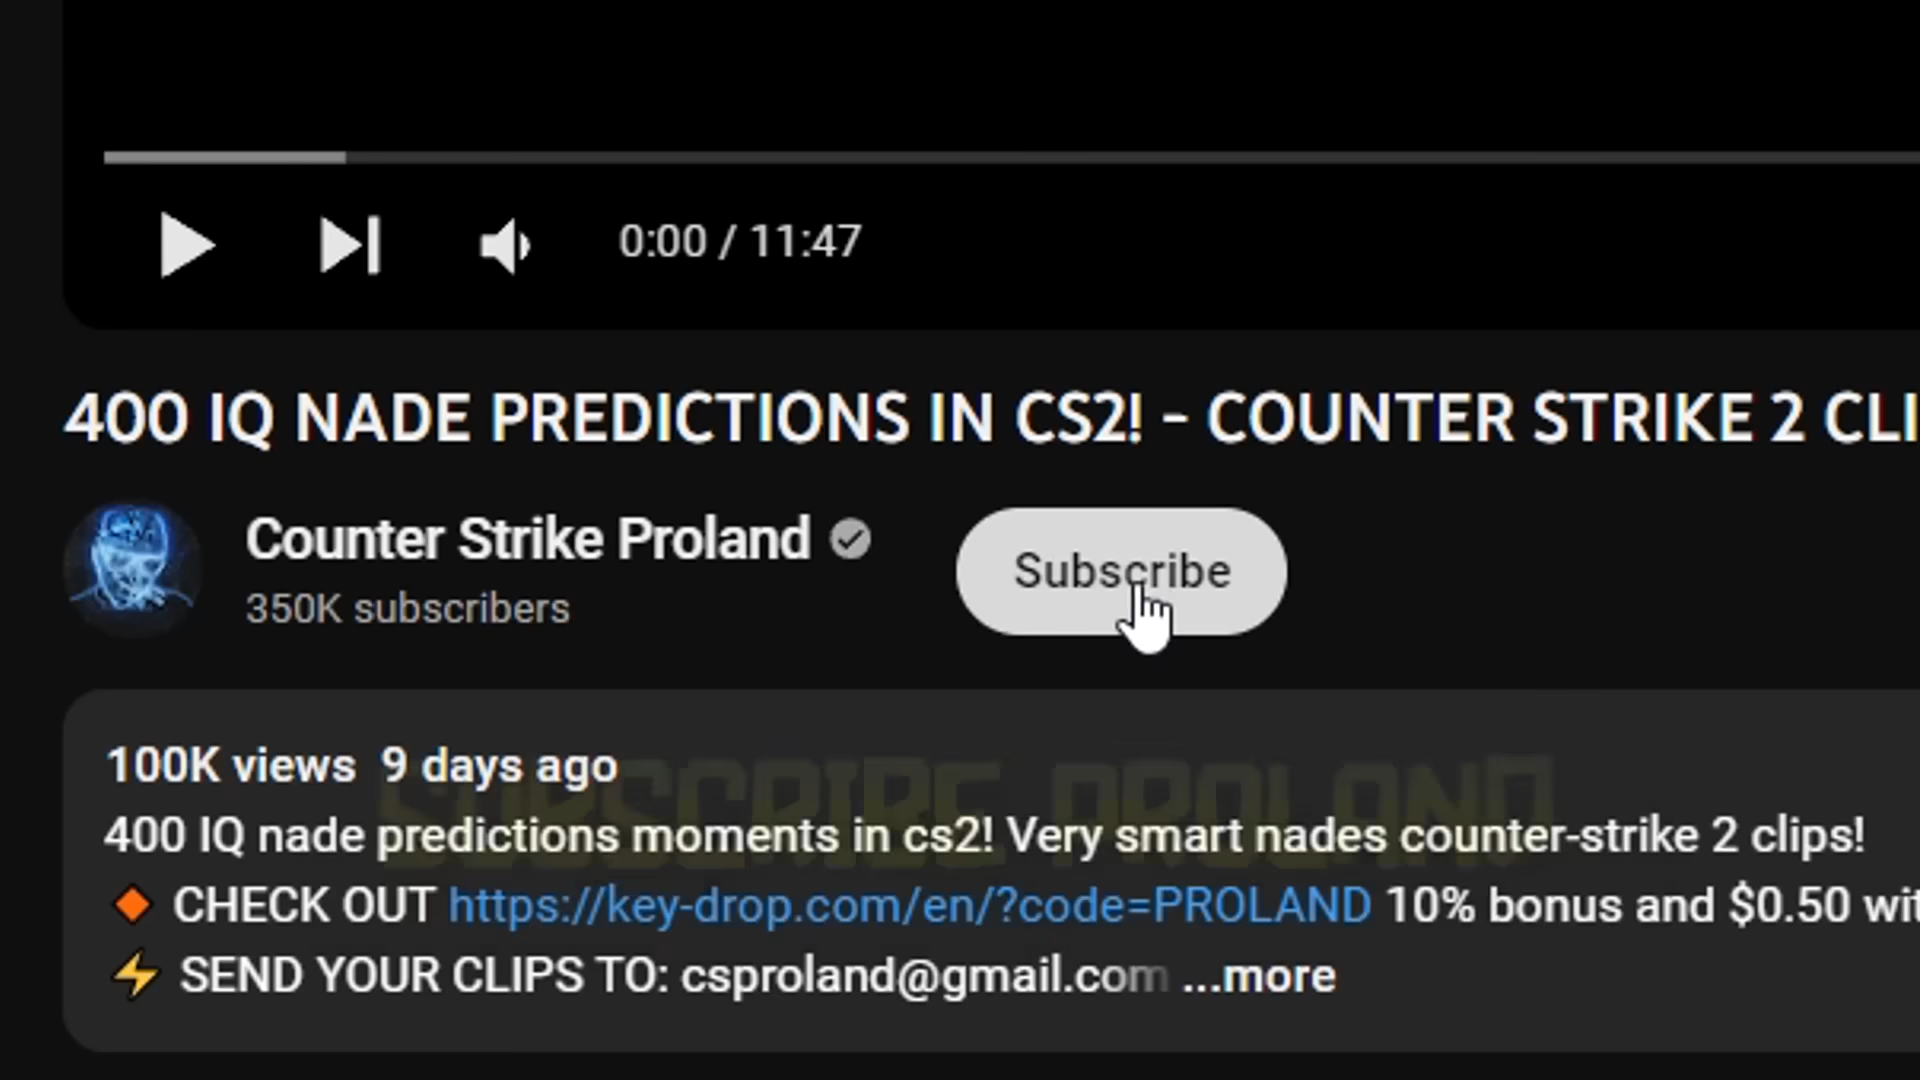 0:00 / 11:47
400 IQ NADE PREDICTIONS IN CS2! - COUNTER STRIKE 2 CLI
Counter Strike Proland
350K subscribers
Subscribe
100K views 9 days ago
SUBSCRIBE PROLAND
400 IQ nade predictions moments in cs2! Very smart nades counter-strike 2 clips!
🔸 CHECK OUT https://key-drop.com/en/?code=PROLAND 10% bonus and $0.50 wit
⚡ SEND YOUR CLIPS TO: csproland@gmail.com ...more